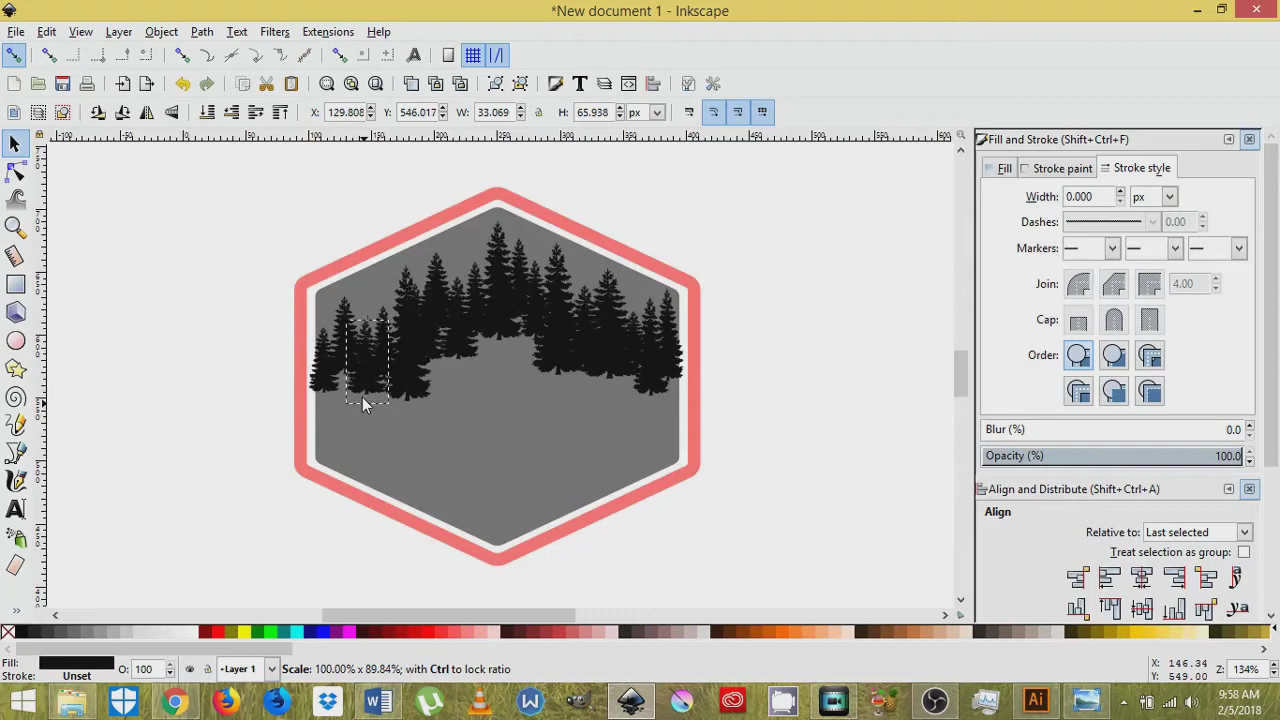 *New document 1 - Inkscape
File Edit View Layer Object Path Text Filters Extensions Help
X: 129.808 Y: 546.017 W: 33.069 H: 65.938 px
Fill and Stroke (Shift+Ctrl+F)
Fill Stroke paint Stroke style
Width: 0.000 px
Dashes: 0.00
Markers:
Join: 4.00
Cap:
Order:
Blur (%) 0.0
Opacity (%) 100.0
Align and Distribute (Shift+Ctrl+A)
Align
Relative to: Last selected
Treat selection as group:
Fill:
Stroke: Unset
O: 100
Layer 1
Scale: 100.00% x 89.84%; with Ctrl to lock ratio
X: 146.34
Y: 549.00
Z: 134%
9:58 AM
2/5/2018